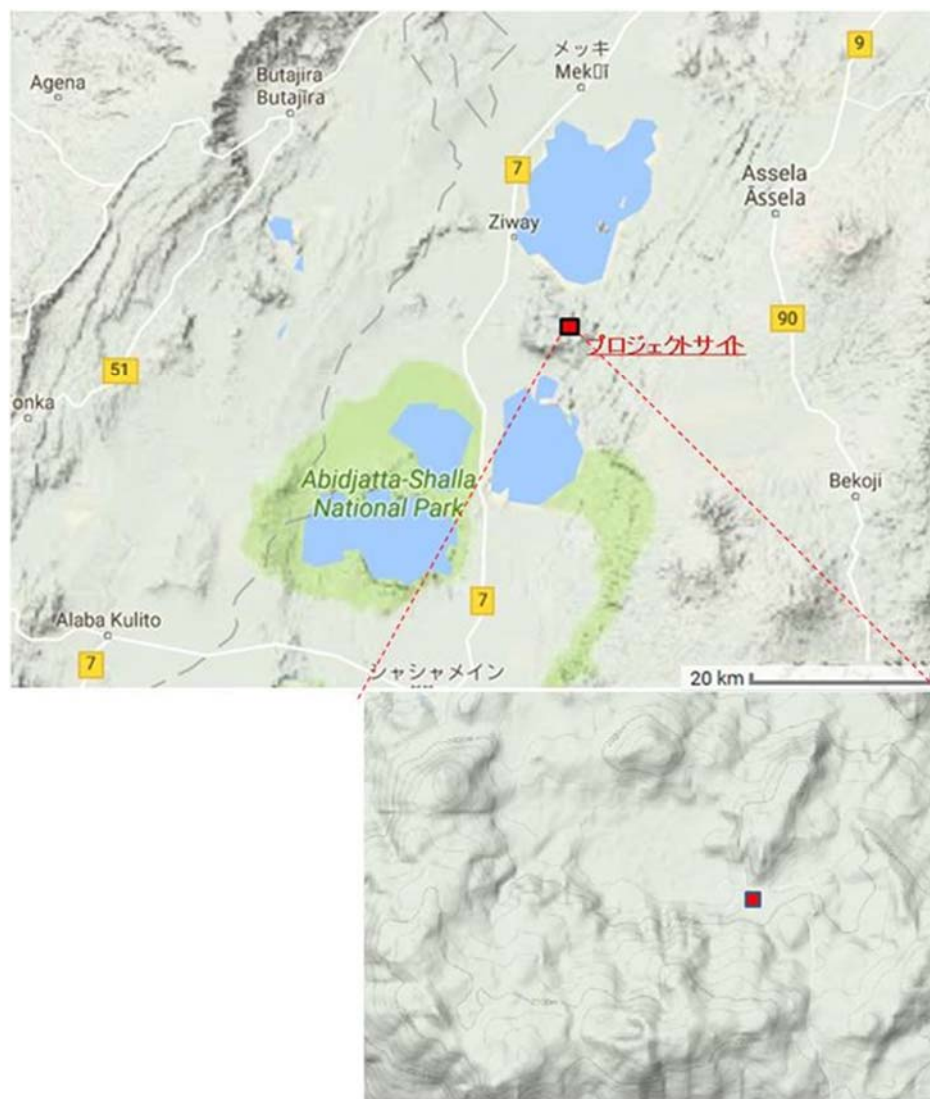 メッキ
Mek𝀃ī
9
Agena
Butajira
Butajīra
7
Assela
Āssela
Ziway
90
プロジェクトサイト
51
onka
Abidjatta-Shalla
National Park
Bekoji
7
Alaba Kulito
7
シャシャメイン
20 km